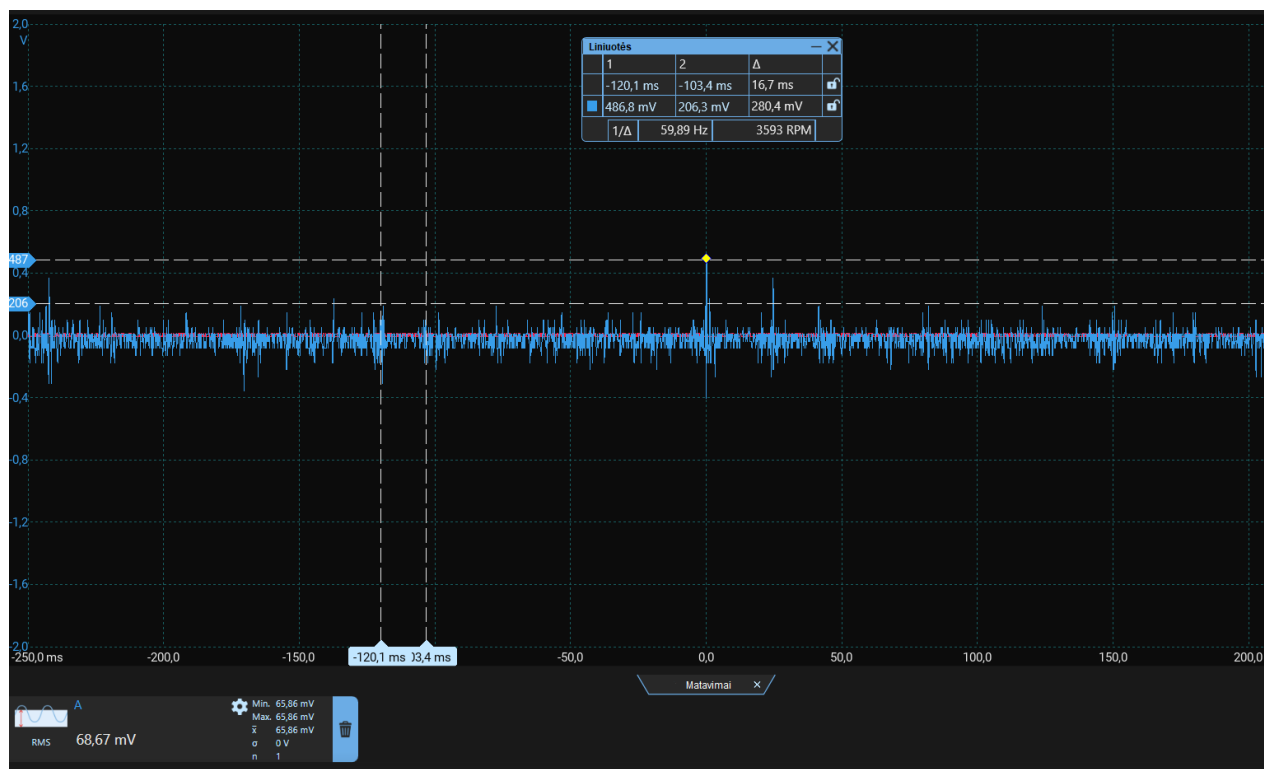 2,0
V
1,6
1,2
0,8
487
0,4
206
0,0
-0,4
-0,8
-1,2
-1,6
-2,0
Liniuotės
1 2 Δ
-120,1 ms -103,4 ms 16,7 ms
486,8 mV 206,3 mV 280,4 mV
1/Δ 59,89 Hz 3593 RPM
-250,0 ms -200,0 -150,0 -120,1 ms )3,4 ms -50,0 0,0 50,0 100,0 150,0 200,0
Matavimai
A
RMS
68,67 mV
Min. 65,86 mV
Max. 65,86 mV
x̄ 65,86 mV
σ 0 V
n 1